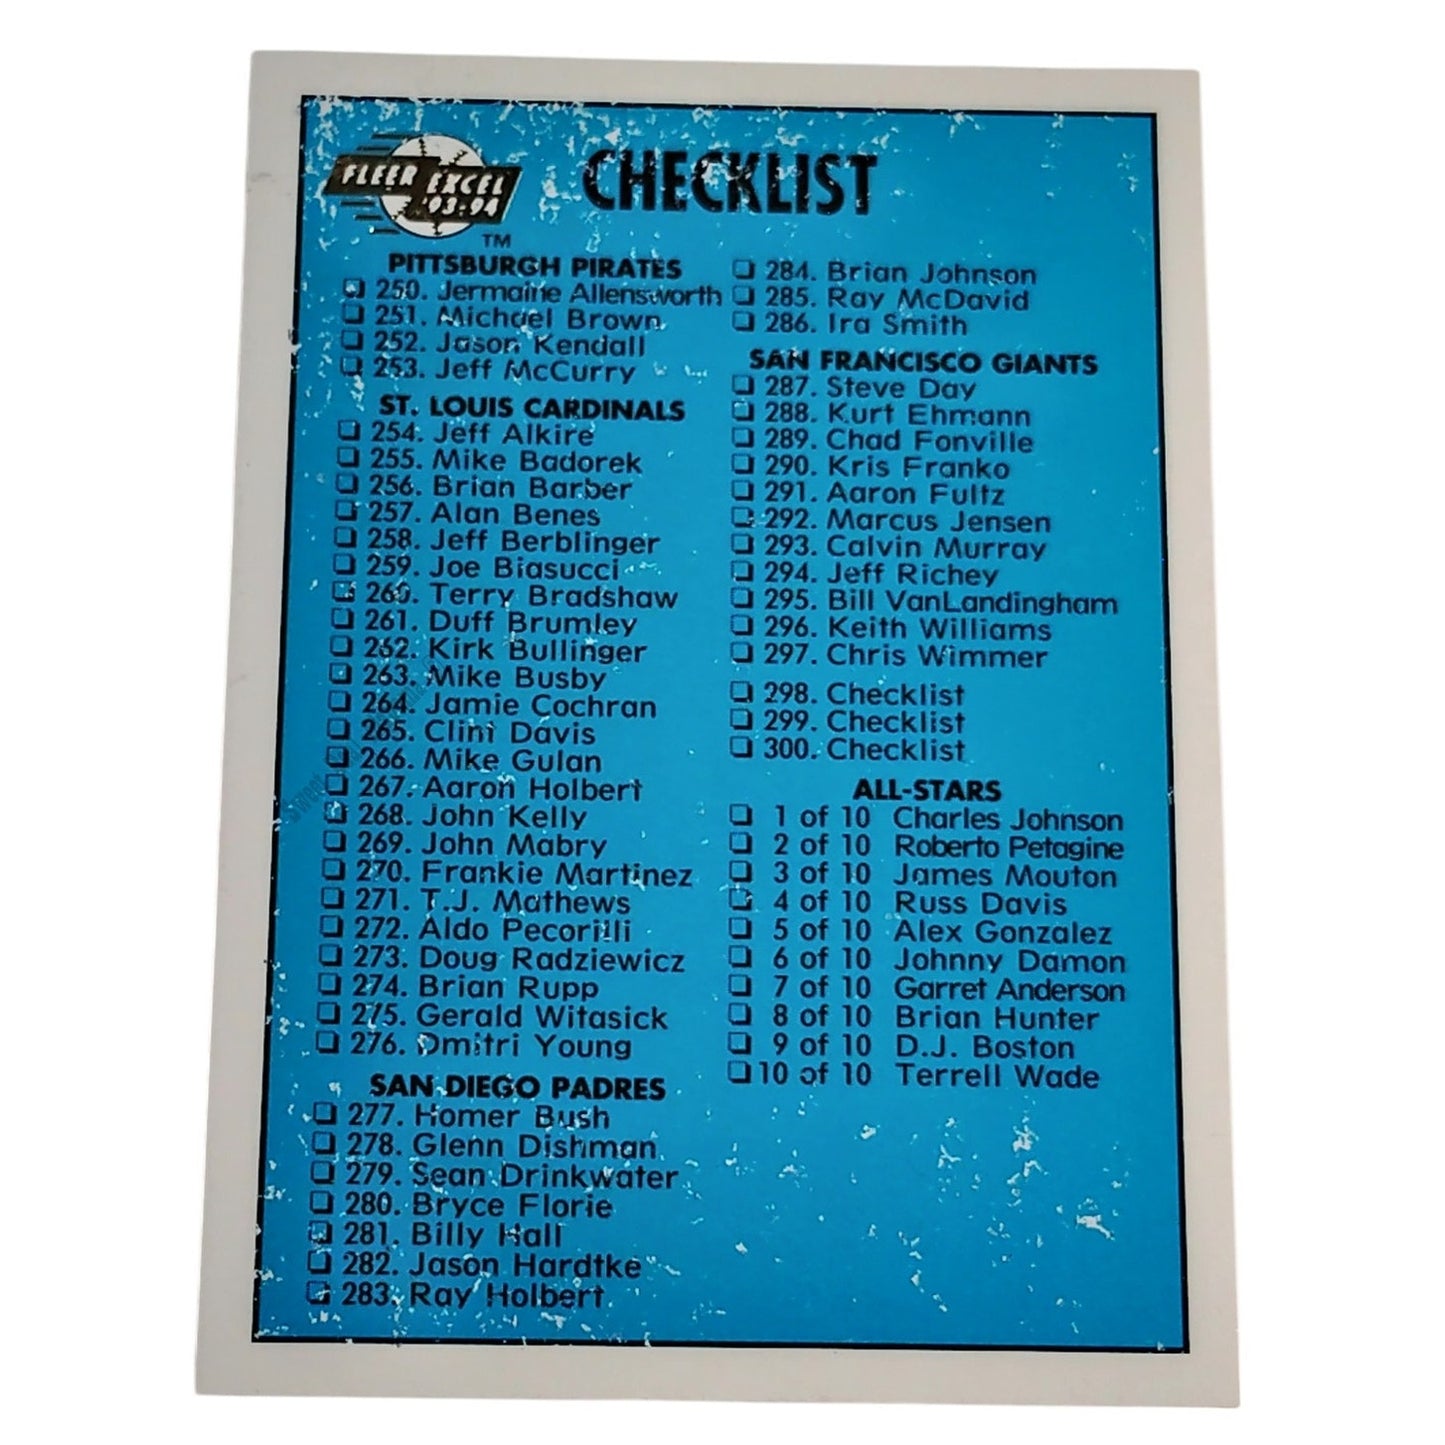 FLEER EXCEL
'93-94
TM
CHECKLIST
PITTSBURGH PIRATES
250. Jermaine Allensworth
251. Michael Brown
252. Jason Kendall
253. Jeff McCurry
ST. LOUIS CARDINALS
254. Jeff Alkire
255. Mike Badorek
256. Brian Barber
257. Alan Benes
258. Jeff Berblinger
259. Joe Biasucci
260. Terry Bradshaw
261. Duff Brumley
262. Kirk Bullinger
263. Mike Busby
264. Jamie Cochran
265. Clint Davis
266. Mike Gulan
267. Aaron Holbert
268. John Kelly
269. John Mabry
270. Frankie Martinez
271. T.J. Mathews
272. Aldo Pecorilli
273. Doug Radziewicz
274. Brian Rupp
275. Gerald Witasick
276. Dmitri Young
SAN DIEGO PADRES
277. Homer Bush
278. Glenn Dishman
279. Sean Drinkwater
280. Bryce Florie
281. Billy Hall
282. Jason Hardtke
283. Ray Holbert
284. Brian Johnson
285. Ray McDavid
286. Ira Smith
SAN FRANCISCO GIANTS
287. Steve Day
288. Kurt Ehmann
289. Chad Fonville
290. Kris Franko
291. Aaron Fultz
292. Marcus Jensen
293. Calvin Murray
294. Jeff Richey
295. Bill VanLandingham
296. Keith Williams
297. Chris Wimmer
298. Checklist
299. Checklist
300. Checklist
ALL-STARS
1 of 10 Charles Johnson
2 of 10 Roberto Petagine
3 of 10 James Mouton
4 of 10 Russ Davis
5 of 10 Alex Gonzalez
6 of 10 Johnny Damon
7 of 10 Garret Anderson
8 of 10 Brian Hunter
9 of 10 D.J. Boston
10 of 10 Terrell Wade